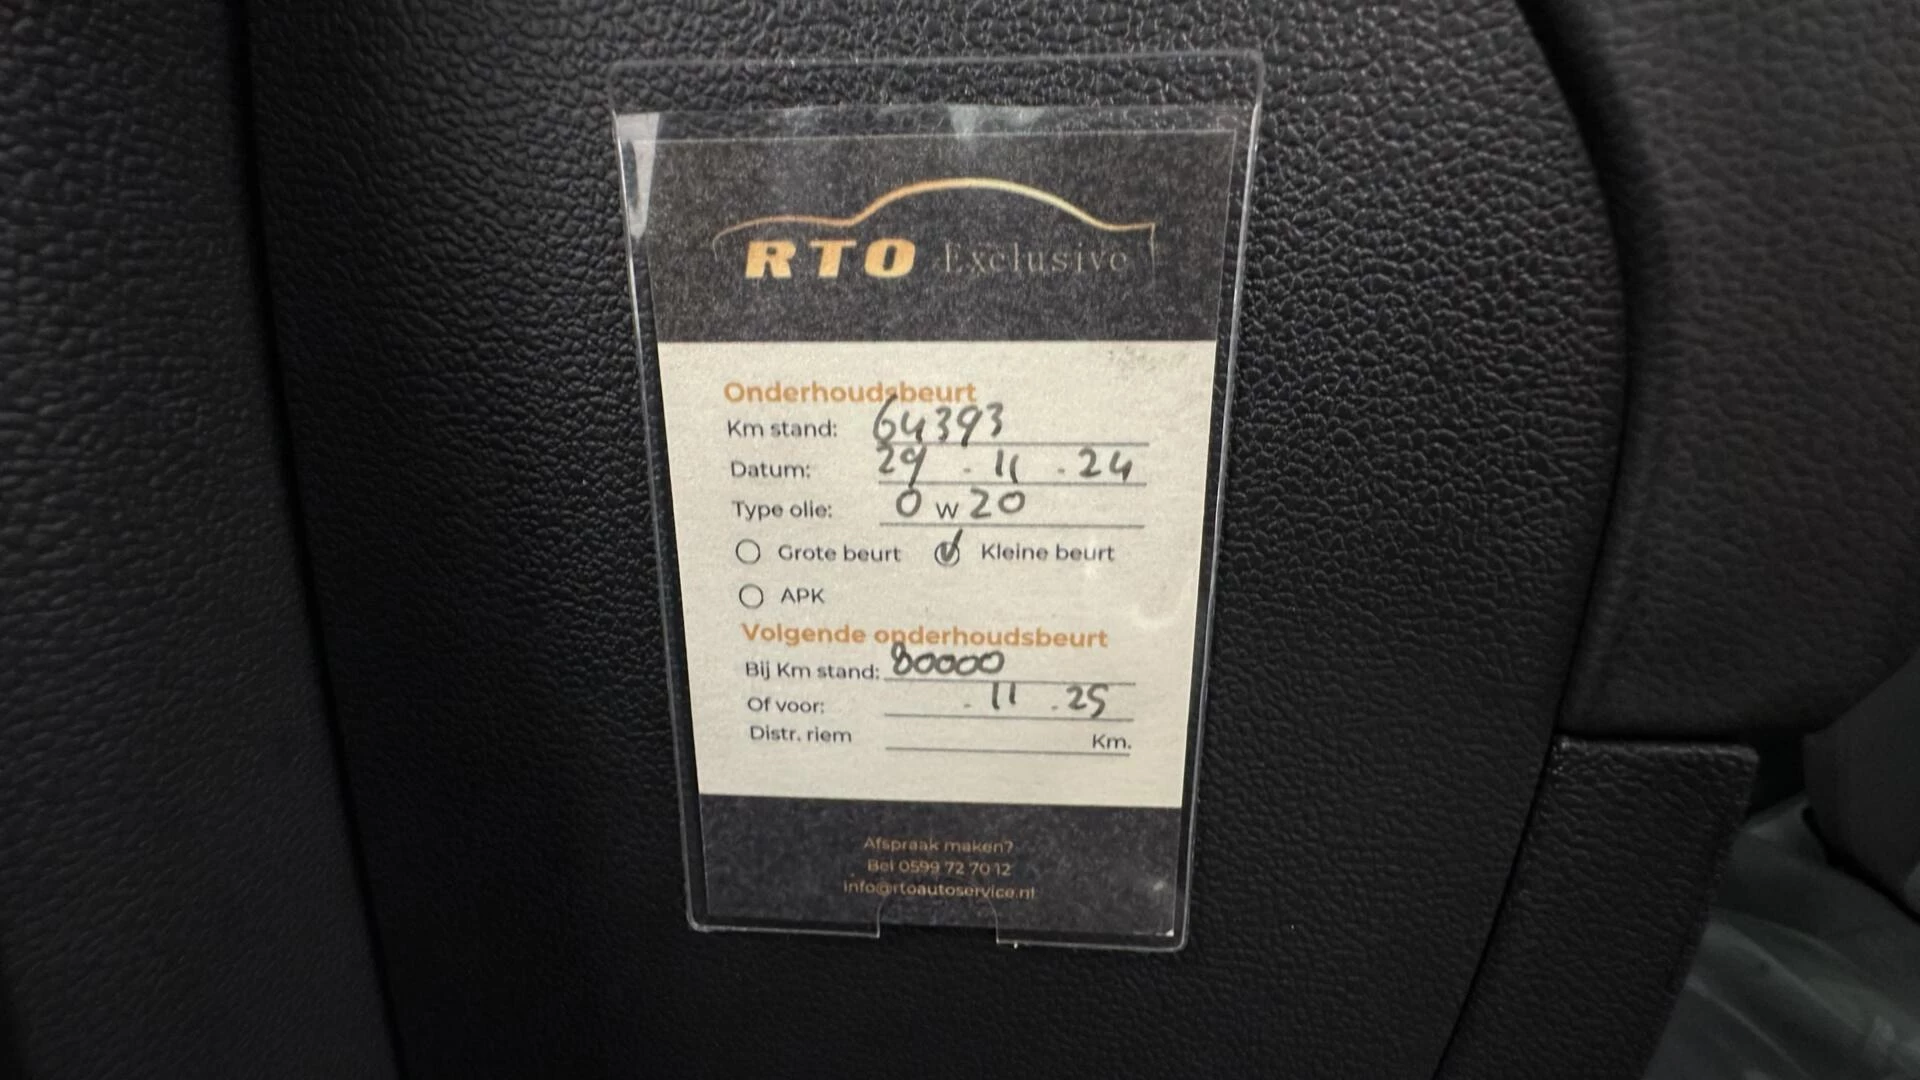 RTO Exclusive
Onderhoudsbeurt
Km stand: 64393
Datum: 29 . 11 . 24
Type olie: 0 w 20
Grote beurt Kleine beurt
APK
Volgende onderhoudsbeurt
Bij Km stand: 80000
Of voor: . 11 . 25
Distr. riem Km.
Afspraak maken?
Bel 0599 72 70 12
info@rtoautoservice.nl